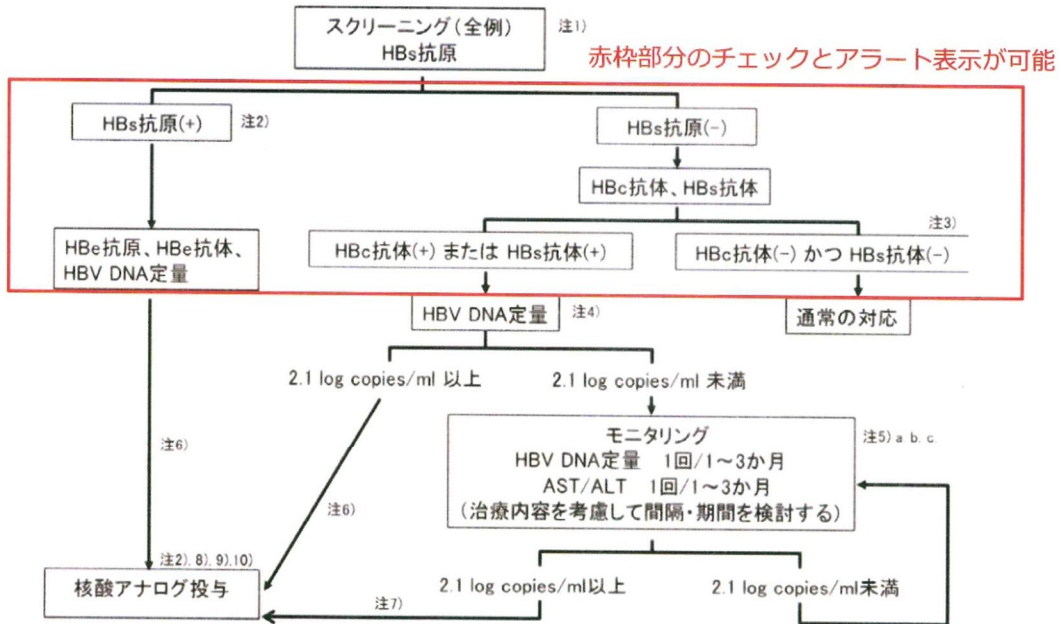 スクリーニング(全例)
HBs抗原
注1)
赤枠部分のチェックとアラート表示が可能
HBs抗原(+)
注2)
HBs抗原(-)
HBc抗体、HBs抗体
注3)
HBe抗原、HBe抗体、
HBV DNA定量
HBc抗体(+) または HBs抗体(+)
HBc抗体(-) かつ HBs抗体(-)
HBV DNA定量
注4)
通常の対応
2.1 log copies/ml 以上
2.1 log copies/ml 未満
モニタリング
HBV DNA定量 1回/1～3か月
AST/ALT 1回/1～3か月
(治療内容を考慮して間隔・期間を検討する)
注5) a. b. c.
注6)
注6)
注2). 8). 9). 10)
核酸アナログ投与
注7)
2.1 log copies/ml以上
2.1 log copies/ml未満